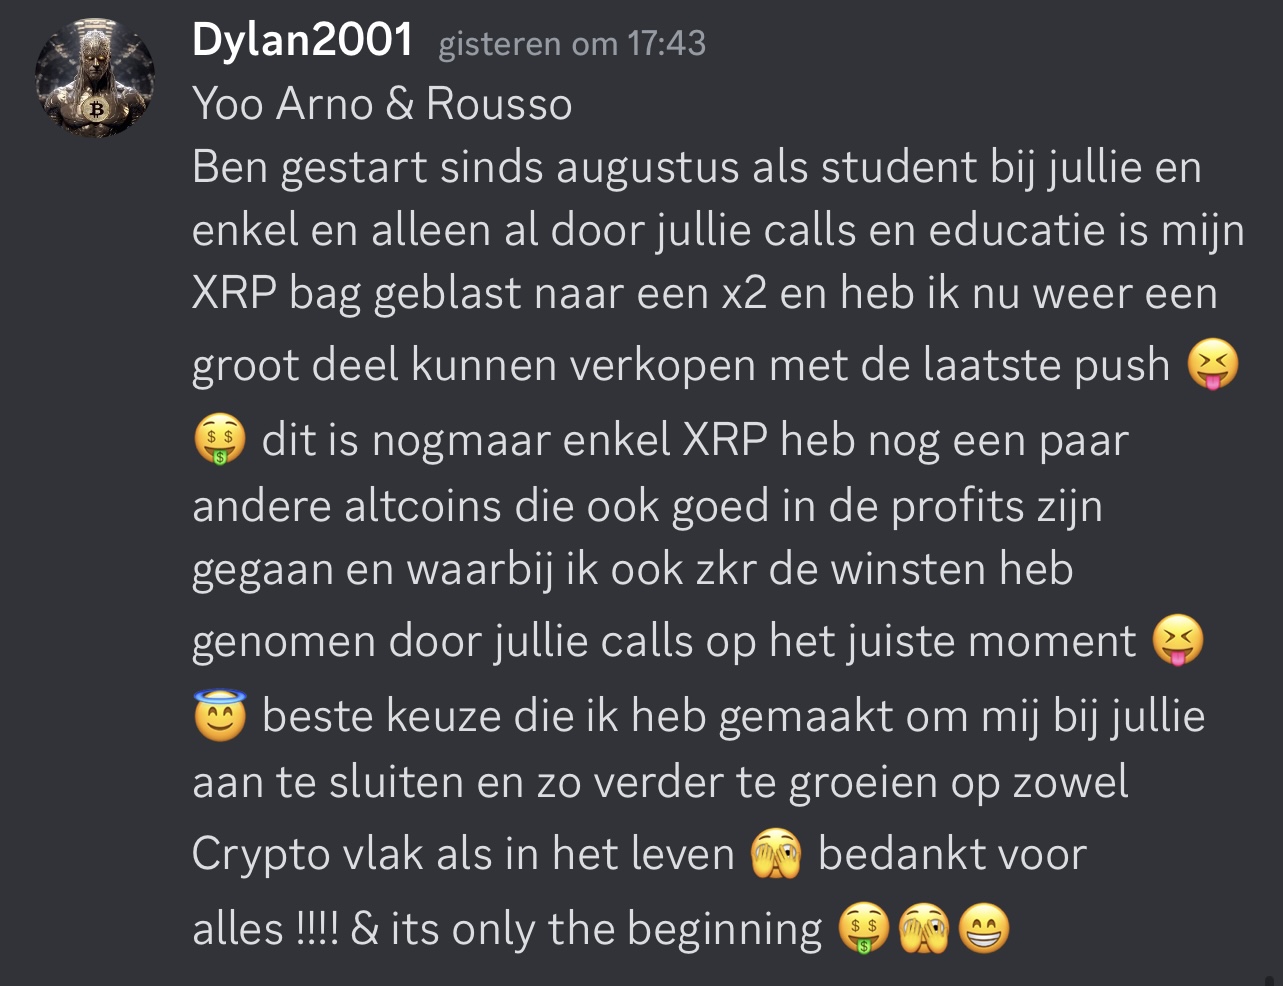 Dylan2001 gisteren om 17:43
Yoo Arno & Rousso
Ben gestart sinds augustus als student bij jullie en
enkel en alleen al door jullie calls en educatie is mijn
XRP bag geblast naar een x2 en heb ik nu weer een
groot deel kunnen verkopen met de laatste push 😝
🤑 dit is nogmaar enkel XRP heb nog een paar
andere altcoins die ook goed in de profits zijn
gegaan en waarbij ik ook zkr de winsten heb
genomen door jullie calls op het juiste moment 😝
😇 beste keuze die ik heb gemaakt om mij bij jullie
aan te sluiten en zo verder te groeien op zowel
Crypto vlak als in het leven 🫣 bedankt voor
alles !!!! & its only the beginning 🤑🫣😁